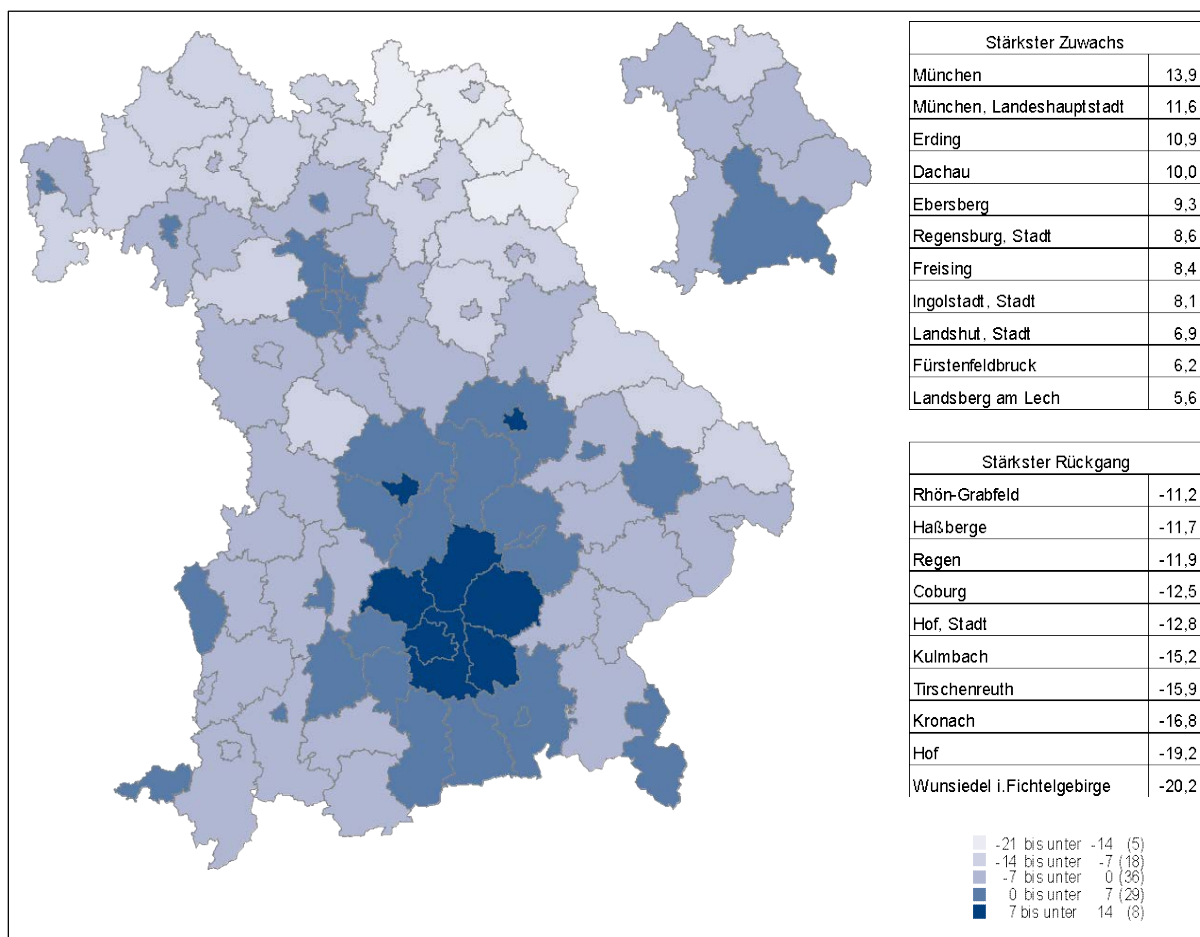 Stärkster Zuwachs
München 13,9
München, Landeshauptstadt 11,6
Erding 10,9
Dachau 10,0
Ebersberg 9,3
Regensburg, Stadt 8,6
Freising 8,4
Ingolstadt, Stadt 8,1
Landshut, Stadt 6,9
Fürstenfeldbruck 6,2
Landsberg am Lech 5,6
Stärkster Rückgang
Rhön-Grabfeld -11,2
Haßberge -11,7
Regen -11,9
Coburg -12,5
Hof, Stadt -12,8
Kulmbach -15,2
Tirschenreuth -15,9
Kronach -16,8
Hof -19,2
Wunsiedel i.Fichtelgebirge -20,2
-21 bis unter -14 (5)
-14 bis unter -7 (18)
-7 bis unter 0 (36)
0 bis unter 7 (29)
7 bis unter 14 (8)